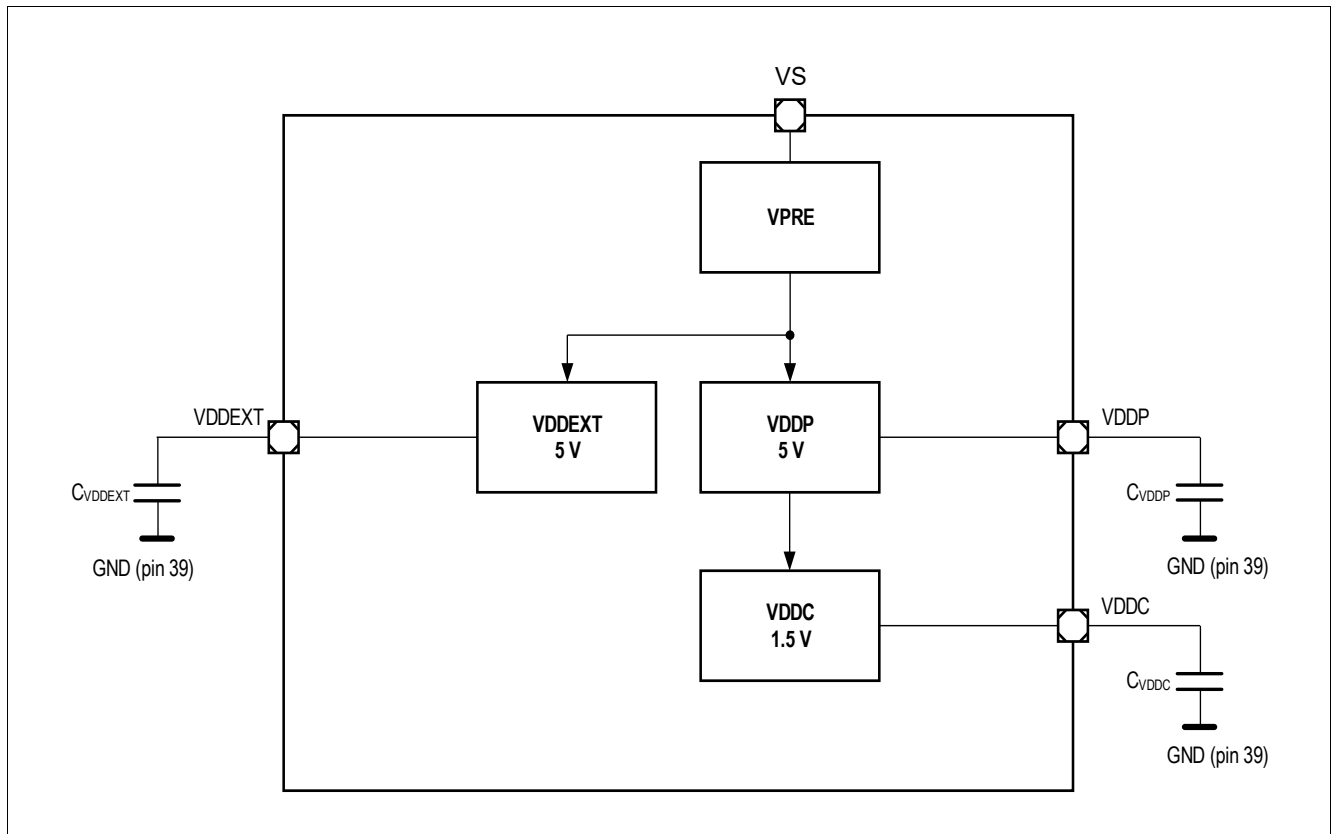 VS
VPRE
VDDEXT
VDDEXT
5 V
VDDP
5 V
VDDP
CVDDEXT
GND (pin 39)
CVDDP
GND (pin 39)
VDDC
1.5 V
VDDC
CVDDC
GND (pin 39)